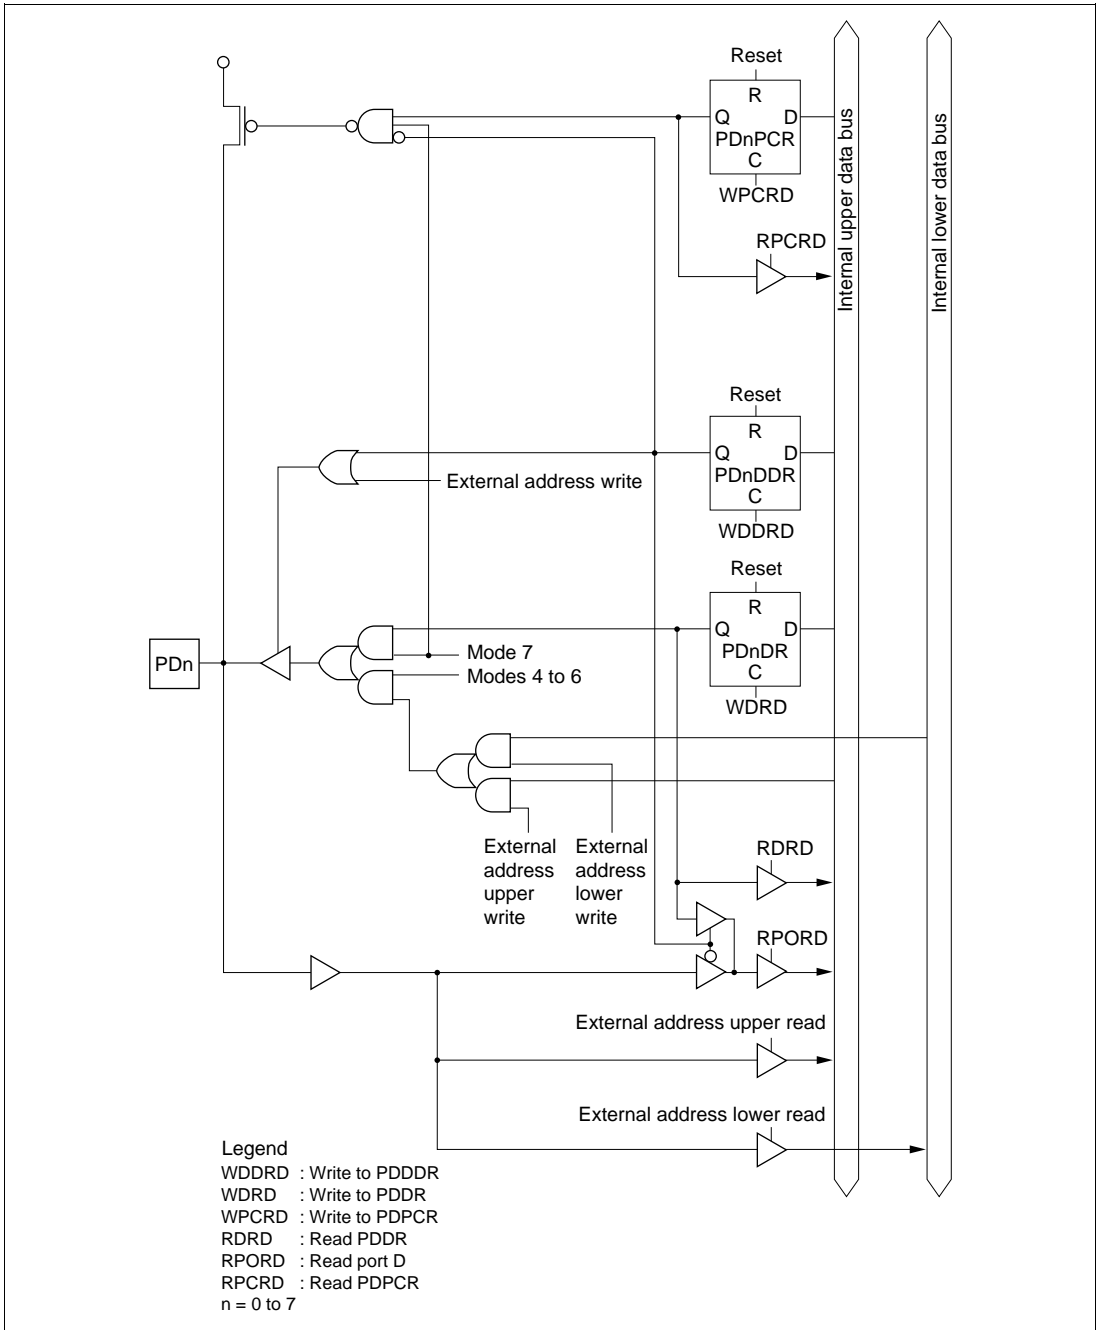 Reset
R
Q D
PDnPCR
C
WPCRD
RPCRD
Internal upper data bus
Internal lower data bus
Reset
R
Q D
PDnDDR
C
WDDRD
External address write
Reset
R
Q D
PDnDR
C
WDRD
PDn
Mode 7
Modes 4 to 6
External
address
upper
write
External
address
lower
write
RDRD
RPORD
External address upper read
External address lower read
Legend
WDDRD : Write to PDDDR
WDRD : Write to PDDR
WPCRD : Write to PDPCR
RDRD : Read PDDR
RPORD : Read port D
RPCRD : Read PDPCR
n = 0 to 7